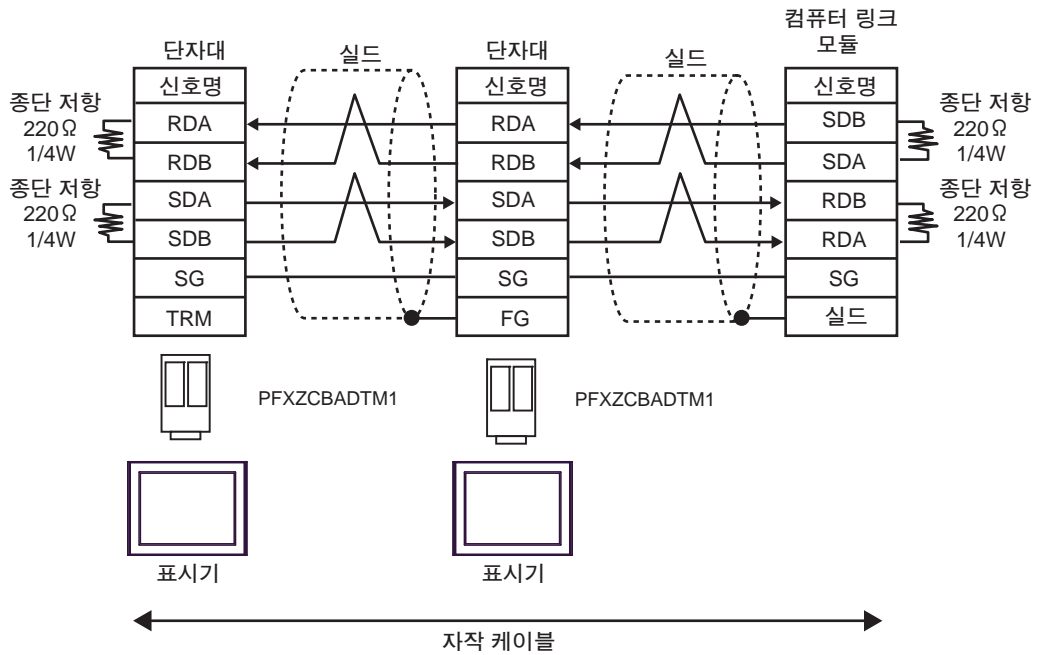 컴퓨터 링크
모듈
단자대
실드
단자대
실드
신호명
신호명
신호명
종단 저항
220Ω
1/4W
RDA
RDA
SDB
종단 저항
220Ω
1/4W
RDB
RDB
SDA
종단 저항
220Ω
1/4W
SDA
SDA
RDB
종단 저항
220Ω
1/4W
SDB
SDB
RDA
SG
SG
SG
TRM
FG
실드
PFXZCBADTM1
PFXZCBADTM1
표시기
표시기
자작 케이블